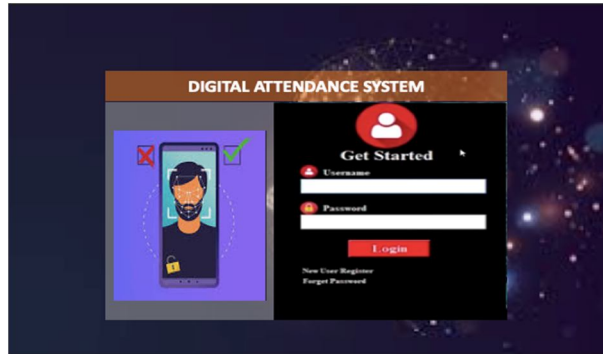 DIGITAL ATTENDANCE SYSTEM
Get Started
Username
Password
Login
New User Register
Forget Password